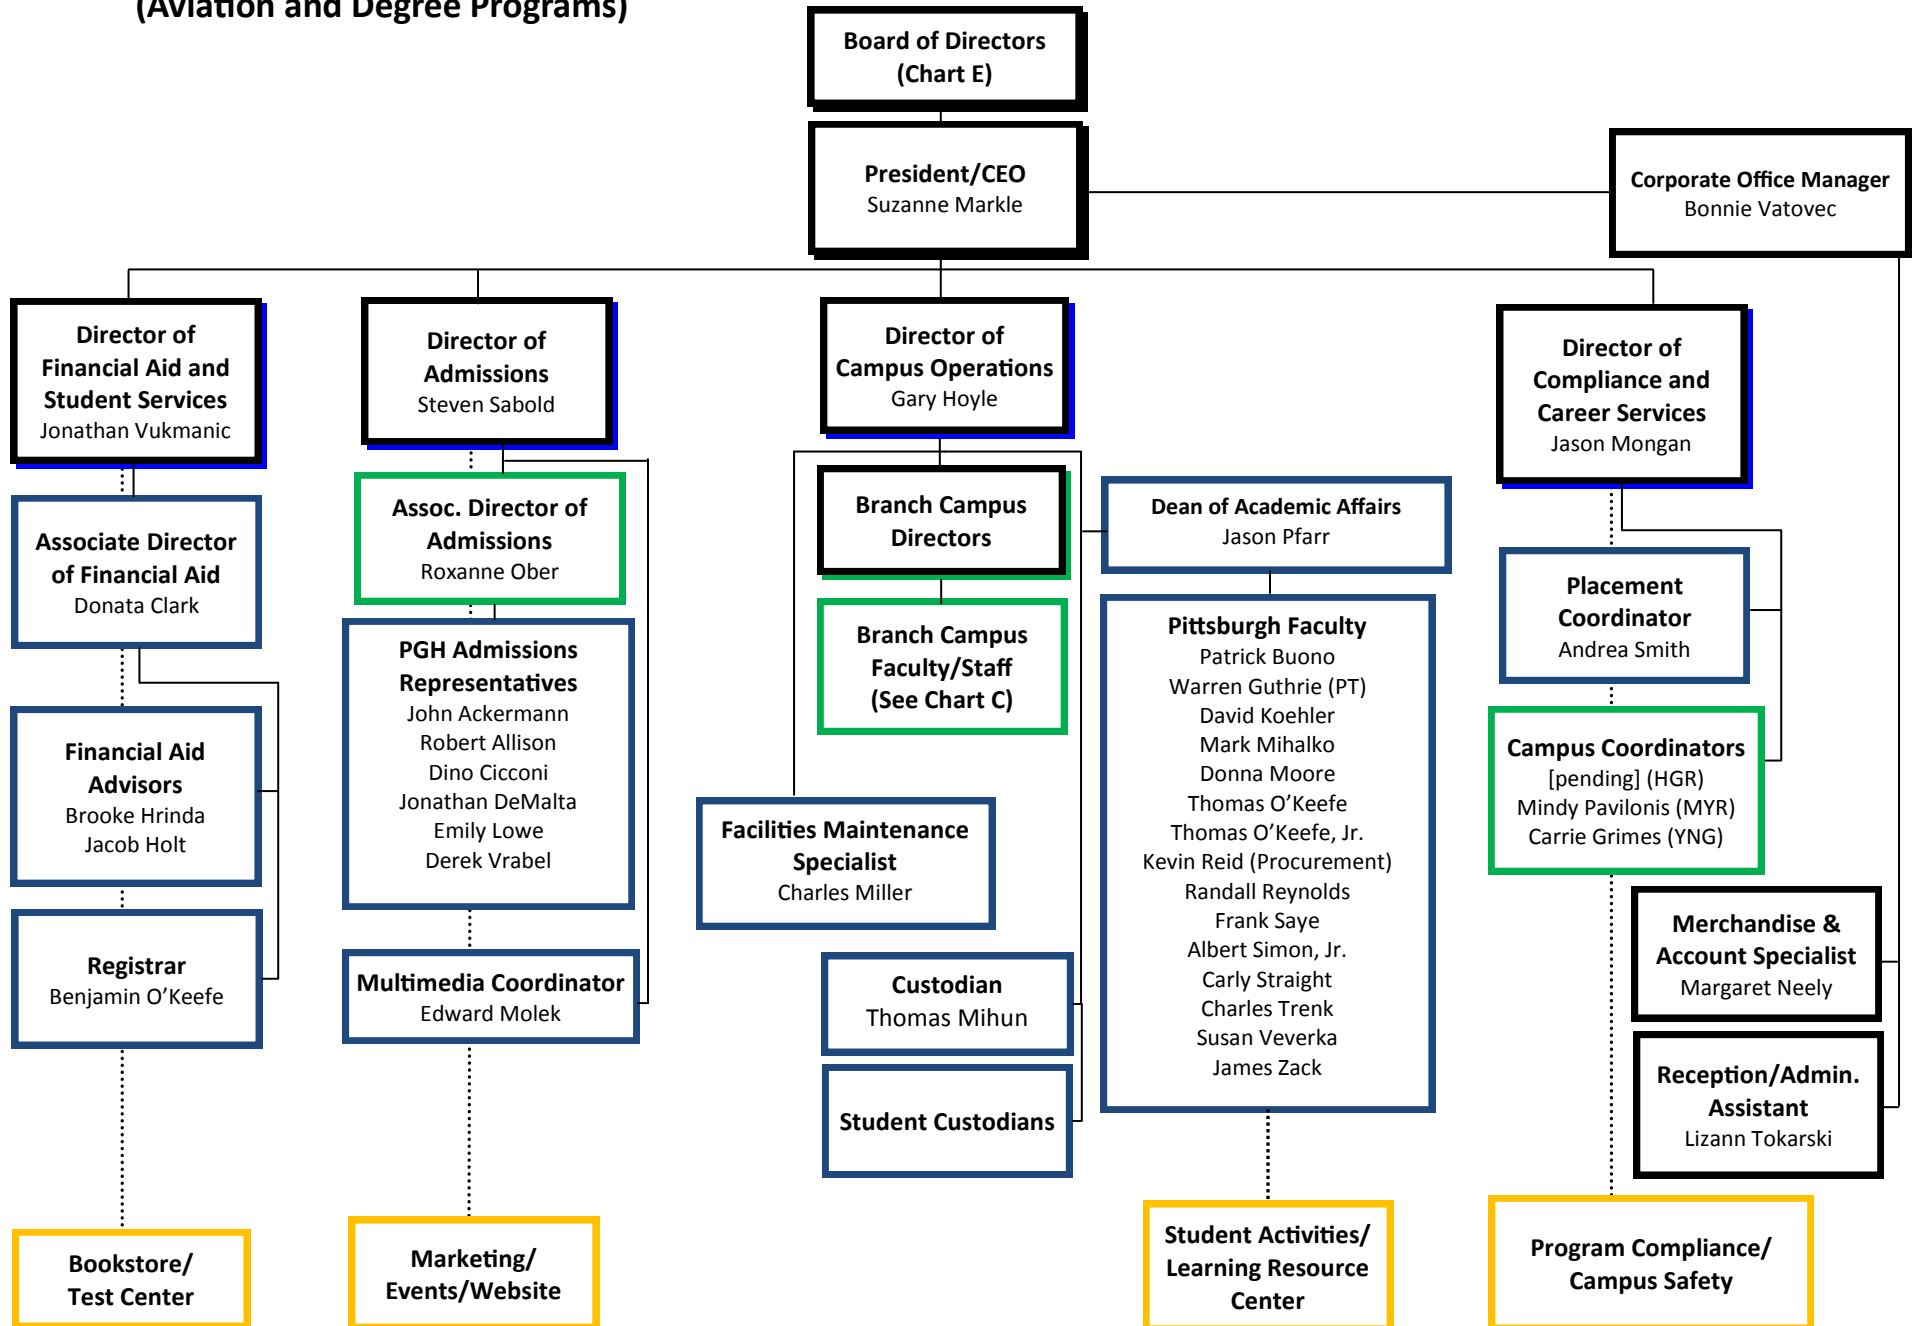 (Aviation and Degree Programs)
Board of Directors
(Chart E)
President/CEO
Suzanne Markle
Corporate Office Manager
Bonnie Vatovec
Director of
Financial Aid and
Student Services
Jonathan Vukmanic
Director of
Admissions
Steven Sabold
Director of
Campus Operations
Gary Hoyle
Director of
Compliance and
Career Services
Jason Mongan
Associate Director
of Financial Aid
Donata Clark
Assoc. Director of
Admissions
Roxanne Ober
Branch Campus
Directors
Dean of Academic Affairs
Jason Pfarr
Placement
Coordinator
Andrea Smith
Financial Aid
Advisors
Brooke Hrinda
Jacob Holt
PGH Admissions
Representatives
John Ackermann
Robert Allison
Dino Cicconi
Jonathan DeMalta
Emily Lowe
Derek Vrabel
Branch Campus
Faculty/Staff
(See Chart C)
Pittsburgh Faculty
Patrick Buono
Warren Guthrie (PT)
David Koehler
Mark Mihalko
Donna Moore
Thomas O’Keefe
Thomas O’Keefe, Jr.
Kevin Reid (Procurement)
Randall Reynolds
Frank Saye
Albert Simon, Jr.
Carly Straight
Charles Trenk
Susan Veverka
James Zack
Campus Coordinators
[pending] (HGR)
Mindy Pavilonis (MYR)
Carrie Grimes (YNG)
Facilities Maintenance
Specialist
Charles Miller
Registrar
Benjamin O’Keefe
Multimedia Coordinator
Edward Molek
Custodian
Thomas Mihun
Merchandise &
Account Specialist
Margaret Neely
Student Custodians
Reception/Admin.
Assistant
Lizann Tokarski
Bookstore/
Test Center
Marketing/
Events/Website
Student Activities/
Learning Resource
Center
Program Compliance/
Campus Safety